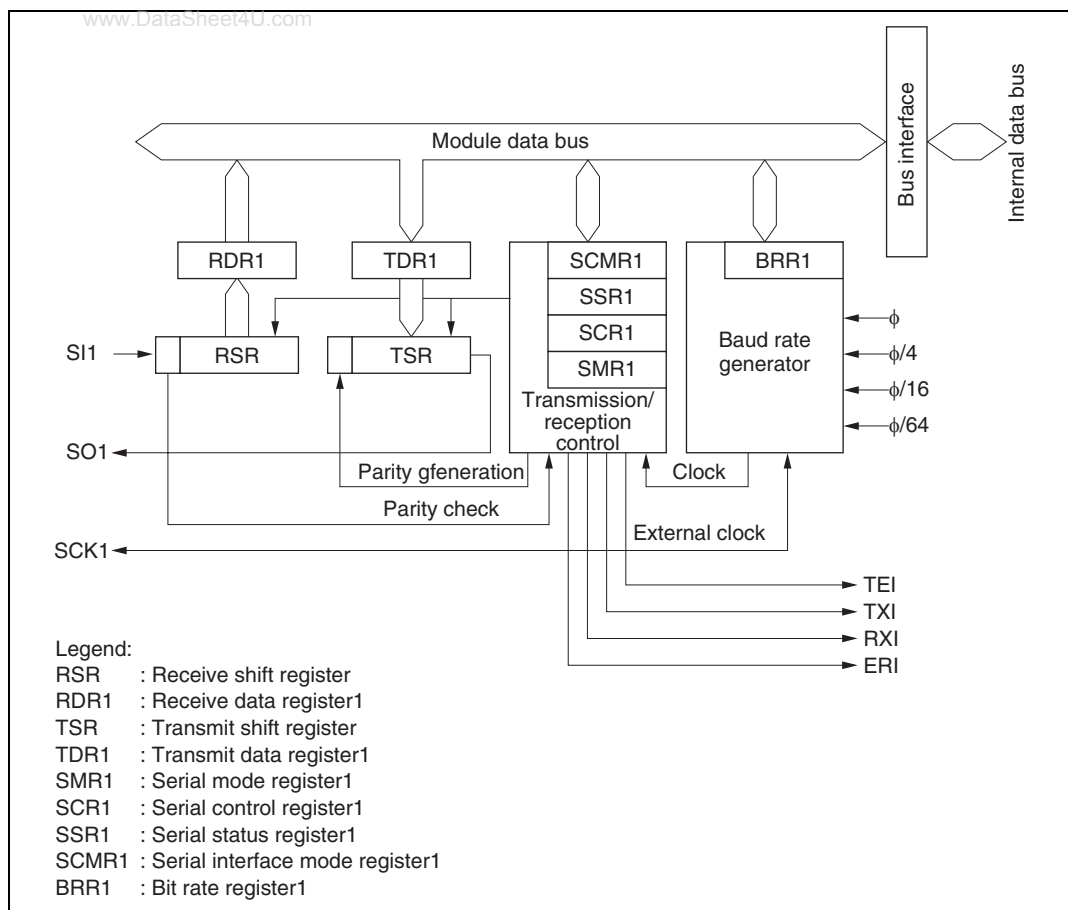 www.DataSheet4U.com
Module data bus
Bus interface
Internal data bus
RDR1
TDR1
SCMR1
BRR1
SSR1
SCR1
SMR1
SI1
RSR
TSR
Baud rate
generator
ϕ
ϕ/4
ϕ/16
ϕ/64
Transmission/
reception
control
SO1
Parity gfeneration
Clock
Parity check
External clock
SCK1
TEI
TXI
RXI
ERI
Legend:
RSR : Receive shift register
RDR1 : Receive data register1
TSR : Transmit shift register
TDR1 : Transmit data register1
SMR1 : Serial mode register1
SCR1 : Serial control register1
SSR1 : Serial status register1
SCMR1 : Serial interface mode register1
BRR1 : Bit rate register1